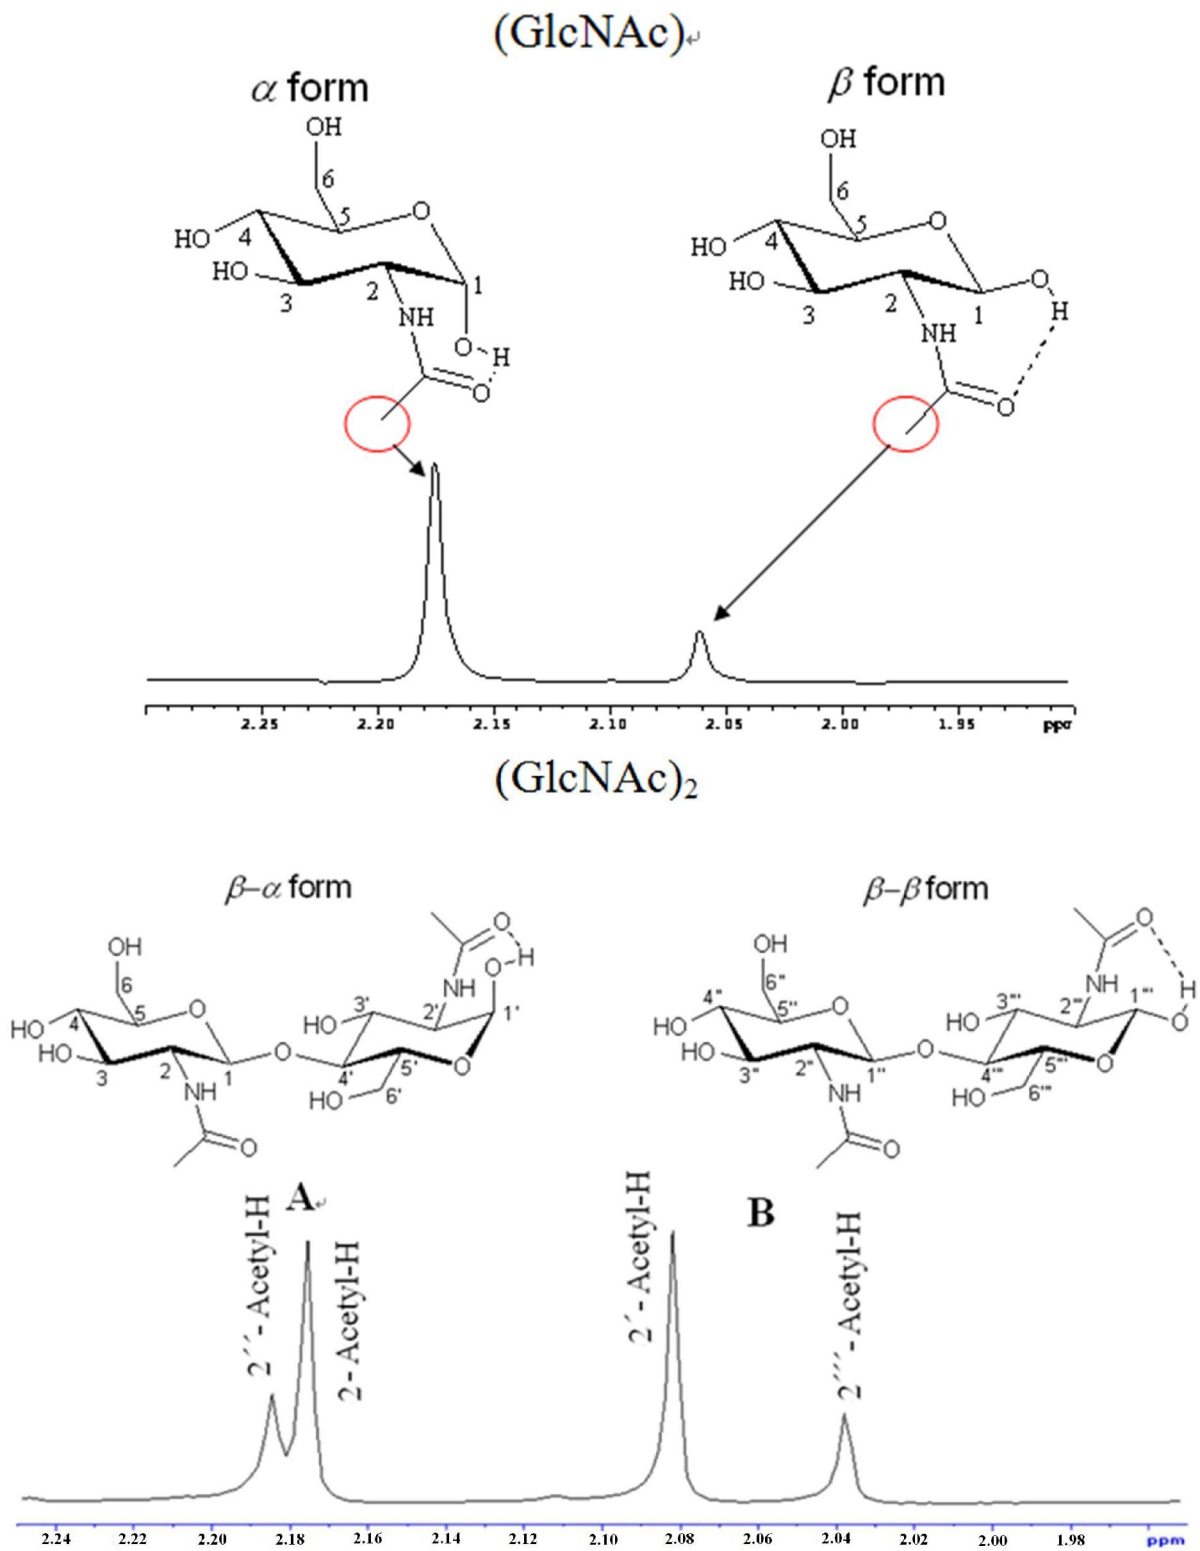 (GlcNAc)↵
α form
β form
OH
6
5
O
HO
4
HO
3
2
1
NH
O
H
O
OH
6
5
O
HO
4
HO
3
2
1
O
H
NH
O
2.25 2.20 2.15 2.10 2.05 2.00 1.95
(GlcNAc)2
β–α form
β–β form
OH
6
5
O
HO
4
HO
3
2
1
NH
O
O
O
H
O
NH
1'
2'
3'
HO
4'
5'
O
HO
6'
OH
6''
5''
O
4''
HO
HO
3''
2''
1''
NH
O
O
O
NH
H
O
1'''
2'''
3'''
HO
4'''
5'''
O
HO
6'''
A↵
B
2´´- Acetyl-H
2- Acetyl-H
2´- Acetyl-H
2´´´- Acetyl-H
2.24 2.22 2.20 2.18 2.16 2.14 2.12 2.10 2.08 2.06 2.04 2.02 2.00 1.98 ppm